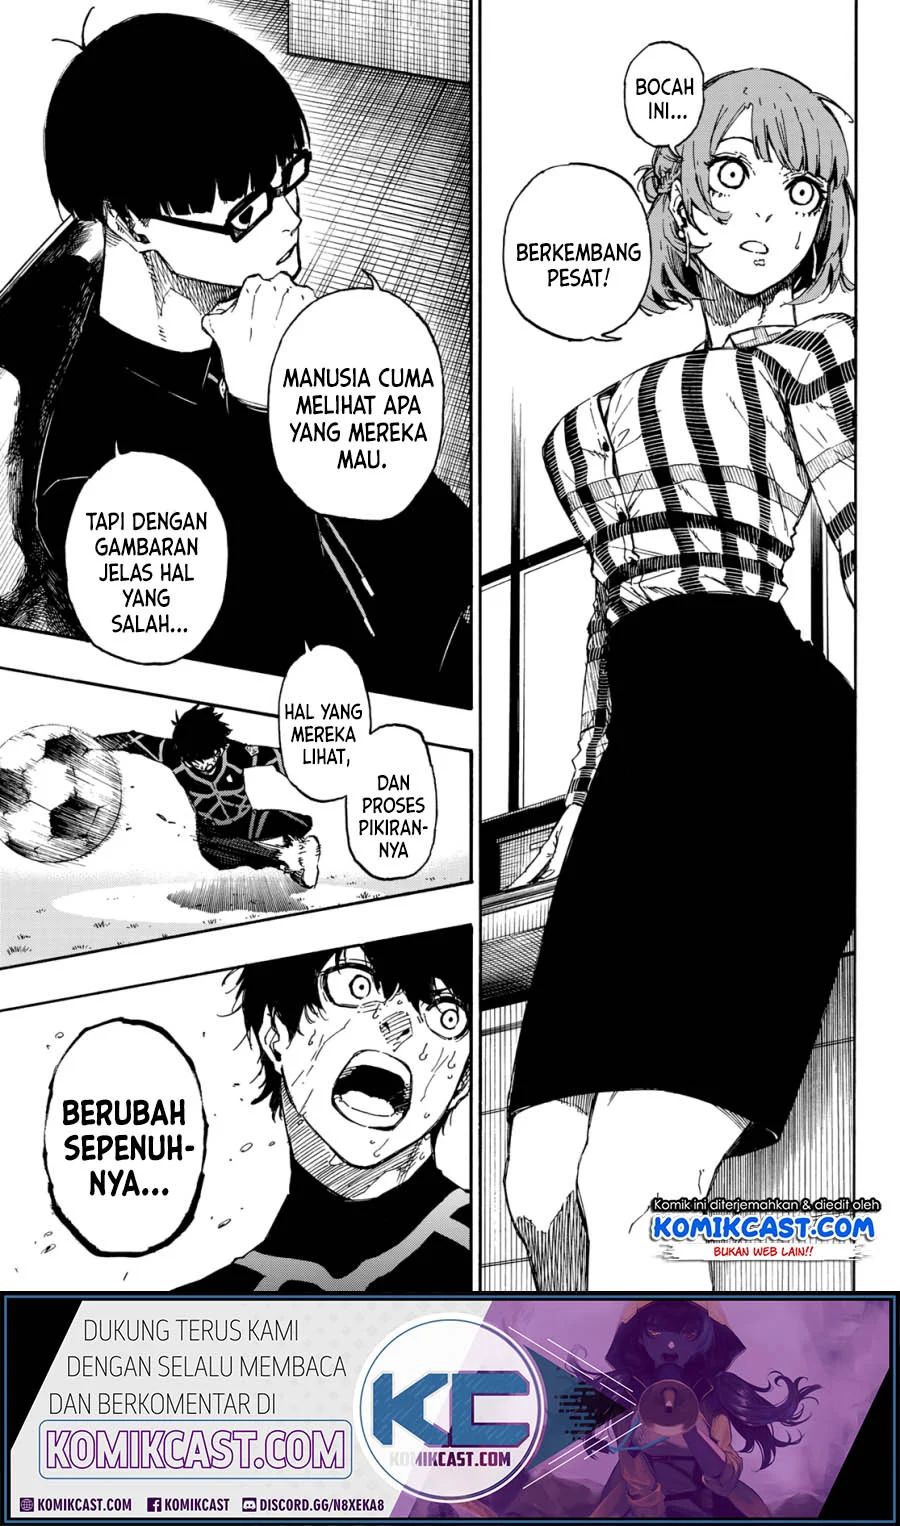 BOCAH
INI...
BERKEMBANG
PESAT!
MANUSIA CUMA
MELIHAT APA
YANG MEREKA
MAU.
TAPI DENGAN
GAMBARAN
JELAS HAL
YANG
SALAH...
HAL YANG
MEREKA
LIHAT,
DAN
PROSES
PIKIRAN-
NYA
BERUBAH
SEPENUH-
NYA...
Komik ini diterjemahkan & diedit oleh
KOMIKCAST.COM
BUKAN WEB LAIN!!
DUKUNG TERUS KAMI
DENGAN SELALU MEMBACA
DAN BERKOMENTAR DI
KOMIKCAST.COM
KOMIKCAST.COM
KOMIKCAST
DISCORD.GG/N8XEKA8
KC
KOMIKCAST.COM